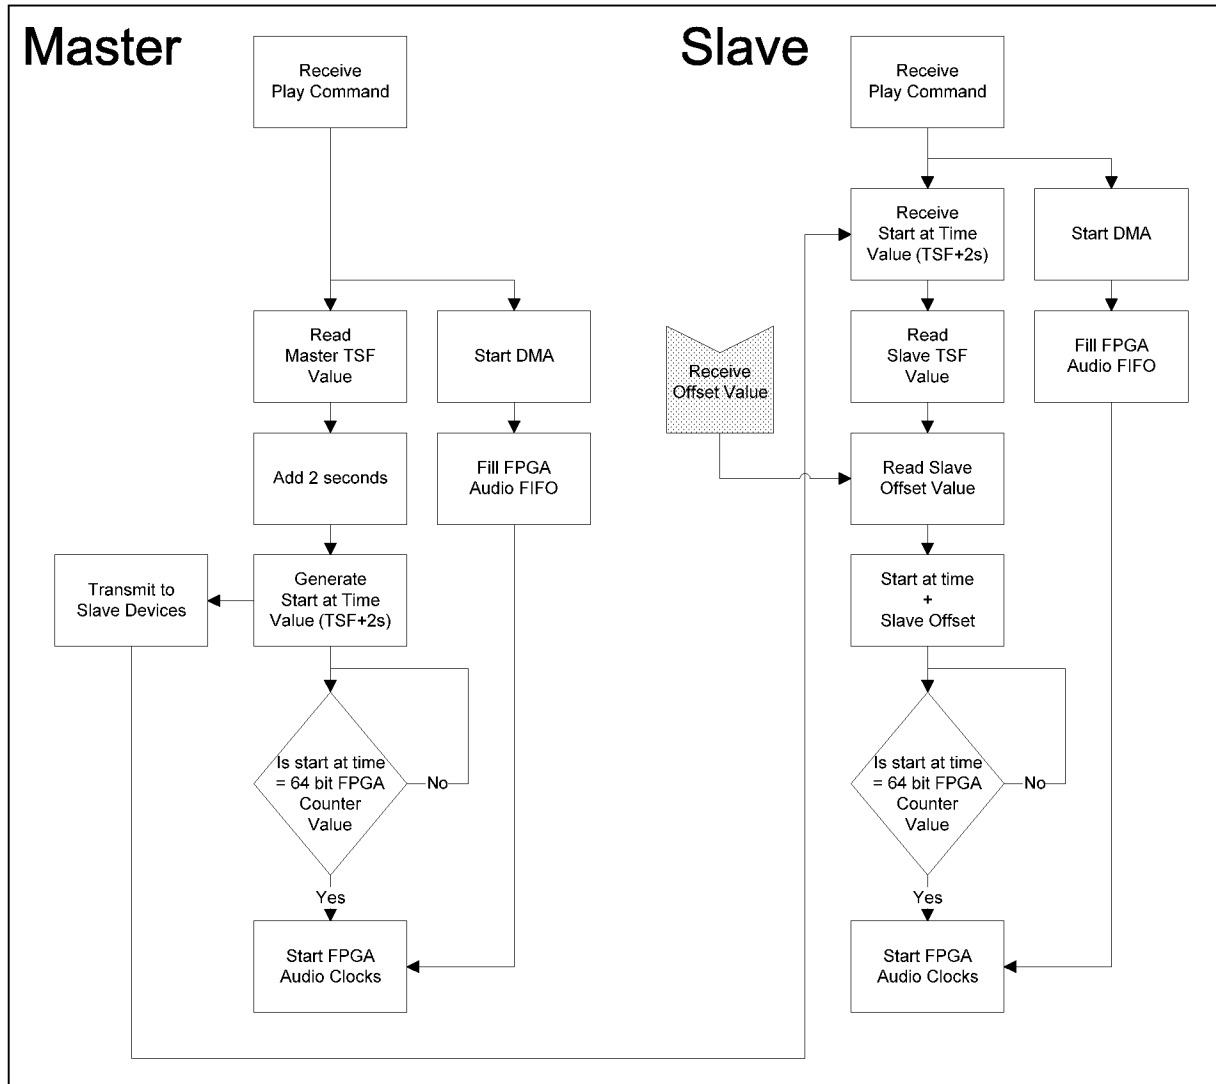 Master
Receive
Play Command
Read
Master TSF
Value
Start DMA
Add 2 seconds
Fill FPGA
Audio FIFO
Transmit to
Slave Devices
Generate
Start at Time
Value (TSF+2s)
Is start at time
= 64 bit FPGA
Counter
Value
No
Yes
Start FPGA
Audio Clocks
Slave
Receive
Play Command
Receive
Start at Time
Value (TSF+2s)
Start DMA
Read
Slave TSF
Value
Fill FPGA
Audio FIFO
Receive
Offset Value
Read Slave
Offset Value
Start at time
+
Slave Offset
Is start at time
= 64 bit FPGA
Counter
Value
No
Yes
Start FPGA
Audio Clocks